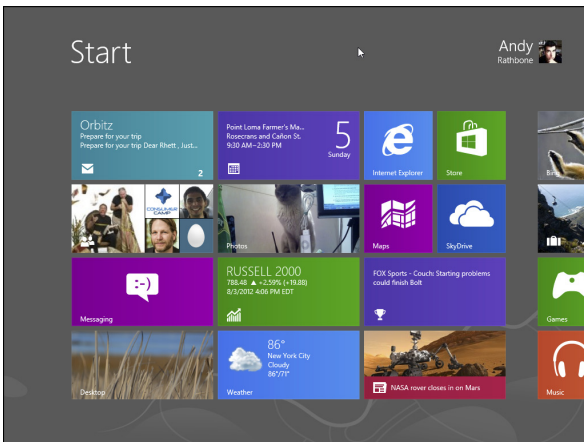 Start
Andy
Rathbone
Orbitz
Prepare for your trip
Prepare for your trip Dear Rhett , Just...
2
Point Loma Farmer's Ma...
Rosecrans and Cañon St.
9:30 AM–2:30 PM
5
Sunday
Internet Explorer
Store
Bing
CONSUMER
CAMP
Photos
Maps
SkyDrive
Messaging
:-)
RUSSELL 2000
788.48 ▲ +2.59% (+19.88)
8/3/2012 4:06 PM EDT
FOX Sports - Couch: Starting problems
could finish Bolt
Games
Desktop
86°
New York City
Cloudy
86°/71°
Weather
NASA rover closes in on Mars
Music